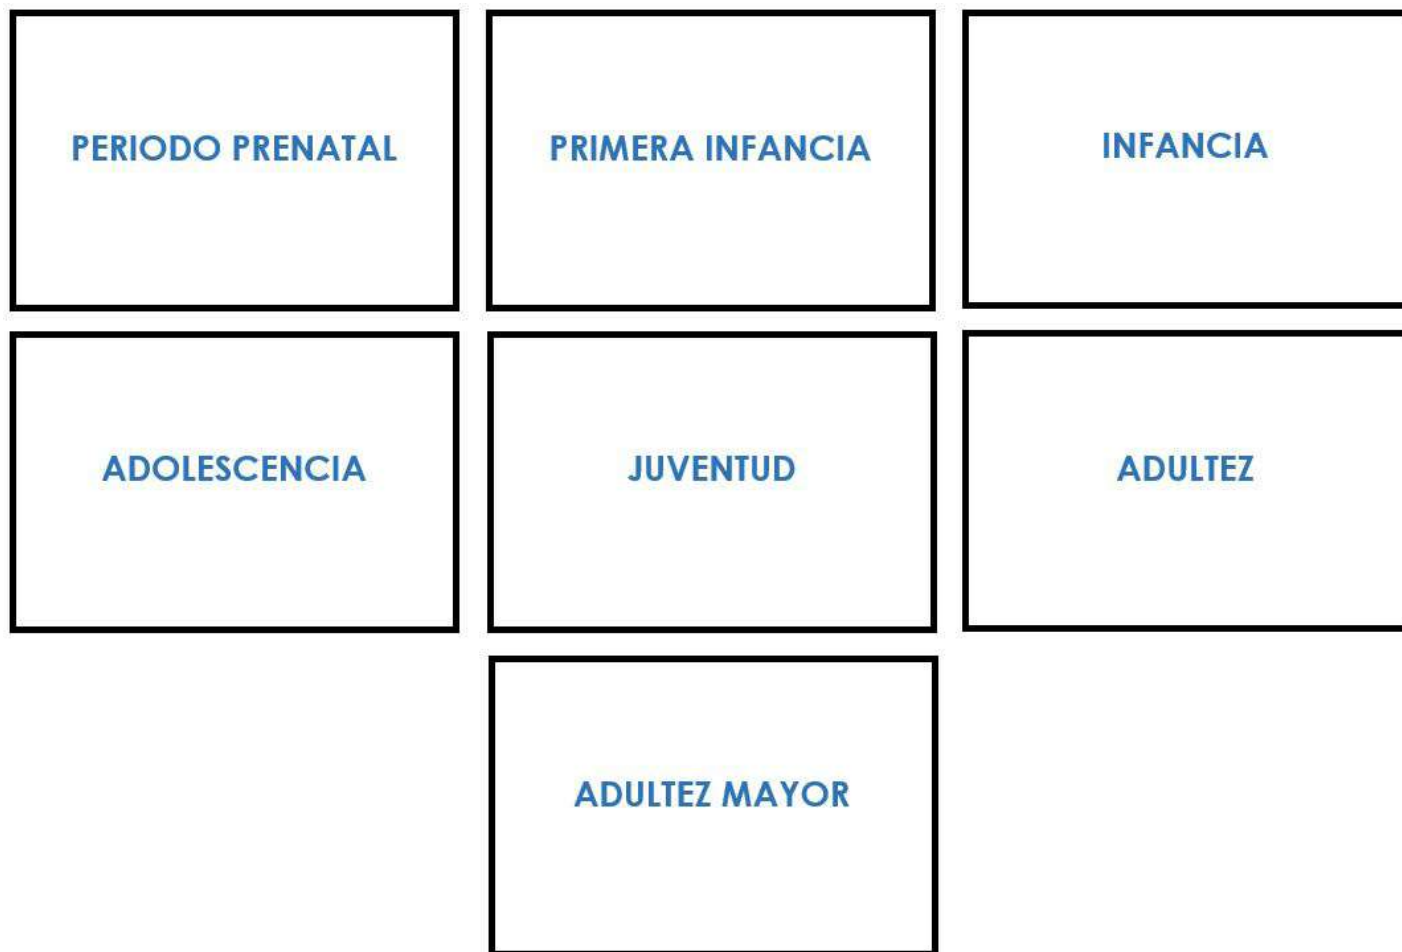 PERIODO PRENATAL
PRIMERA INFANCIA
INFANCIA
ADOLESCENCIA
JUVENTUD
ADULTEZ
ADULTEZ MAYOR